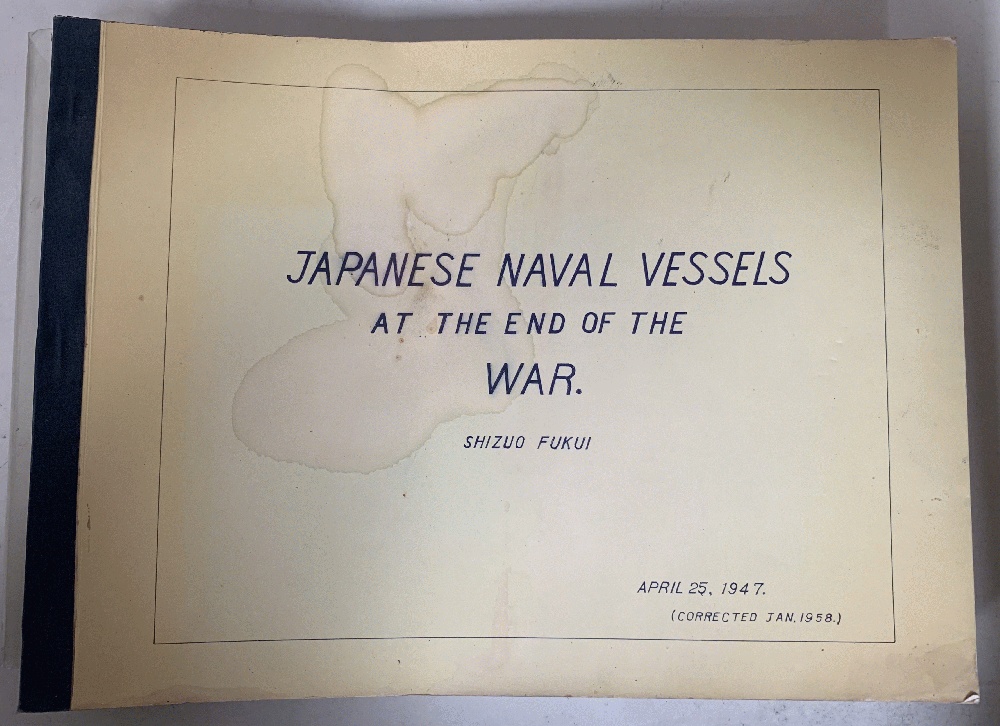 JAPANESE NAVAL VESSELS
AT THE END OF THE
WAR.
SHIZUO FUKUI
APRIL 25, 1947.
(CORRECTED JAN. 1958.)